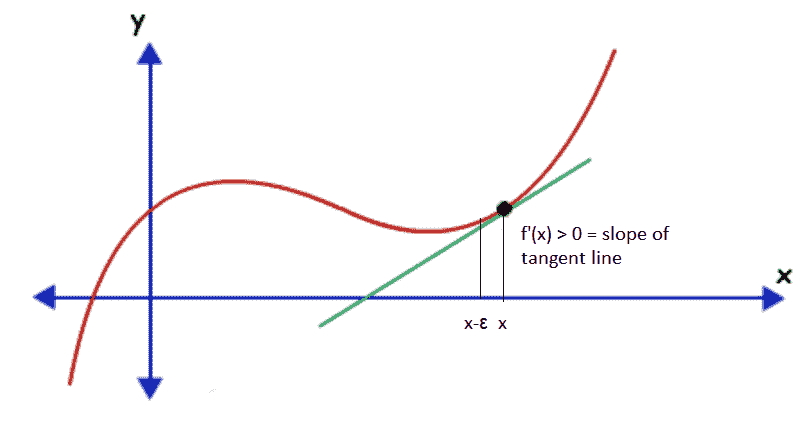 y
f'(x) > 0 = slope of
tangent line
x
x-ε x